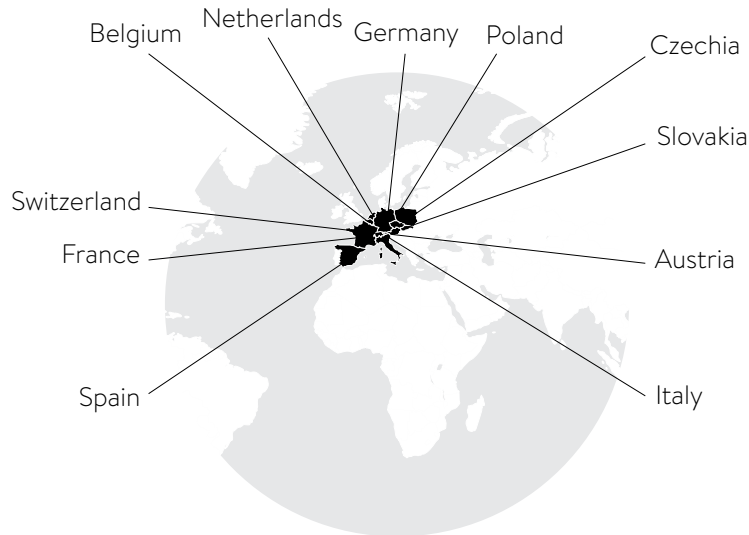 Netherlands
Belgium
Germany
Poland
Czechia
Slovakia
Switzerland
France
Austria
Spain
Italy